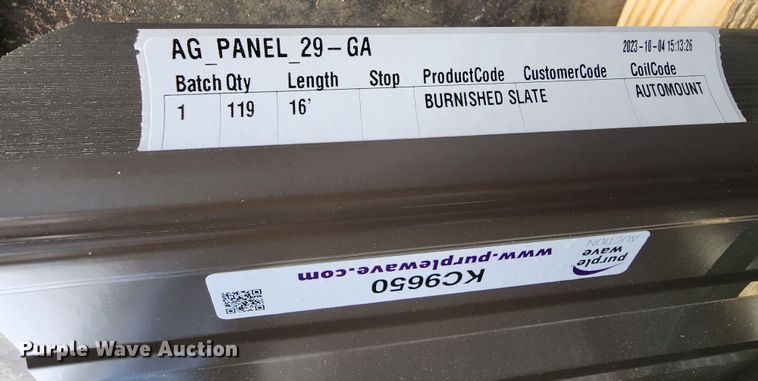 AG_PANEL_29-GA 2023-10-04 15:13:26
Batch Qty Length Stop ProductCode CustomerCode CoilCode
1 119 16' BURNISHED SLATE AUTOMOUNT
purple
wave
AUCTION
www.purplewave.com
KC9650
Purple Wave Auction